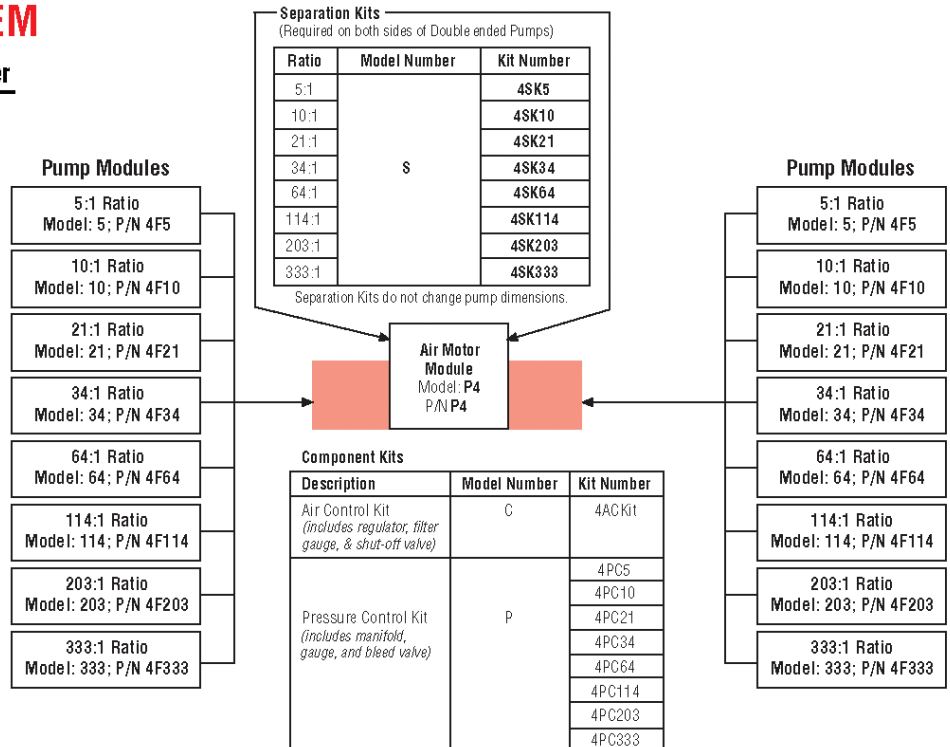 EM
er
Separation Kits
(Required on both sides of Double ended Pumps)
Ratio Model Number Kit Number
5:1 4SK5
10:1 4SK10
21:1 4SK21
34:1 S 4SK34
64:1 4SK64
114:1 4SK114
203:1 4SK203
333:1 4SK333
Separation Kits do not change pump dimensions.
Pump Modules
5:1 Ratio
Model: 5; P/N 4F5
10:1 Ratio
Model: 10; P/N 4F10
21:1 Ratio
Model: 21; P/N 4F21
34:1 Ratio
Model: 34; P/N 4F34
64:1 Ratio
Model: 64; P/N 4F64
114:1 Ratio
Model: 114; P/N 4F114
203:1 Ratio
Model: 203; P/N 4F203
333:1 Ratio
Model: 333; P/N 4F333
Air Motor
Module
Model: P4
P/N P4
Pump Modules
5:1 Ratio
Model: 5; P/N 4F5
10:1 Ratio
Model: 10; P/N 4F10
21:1 Ratio
Model: 21; P/N 4F21
34:1 Ratio
Model: 34; P/N 4F34
64:1 Ratio
Model: 64; P/N 4F64
114:1 Ratio
Model: 114; P/N 4F114
203:1 Ratio
Model: 203; P/N 4F203
333:1 Ratio
Model: 333; P/N 4F333
Component Kits
Description Model Number Kit Number
Air Control Kit C 4ACKit
(includes regulator, filter
gauge, & shut-off valve)
4PC5
4PC10
Pressure Control Kit P 4PC21
(includes manifold, 4PC34
gauge, and bleed valve) 4PC64
4PC114
4PC203
4PC333